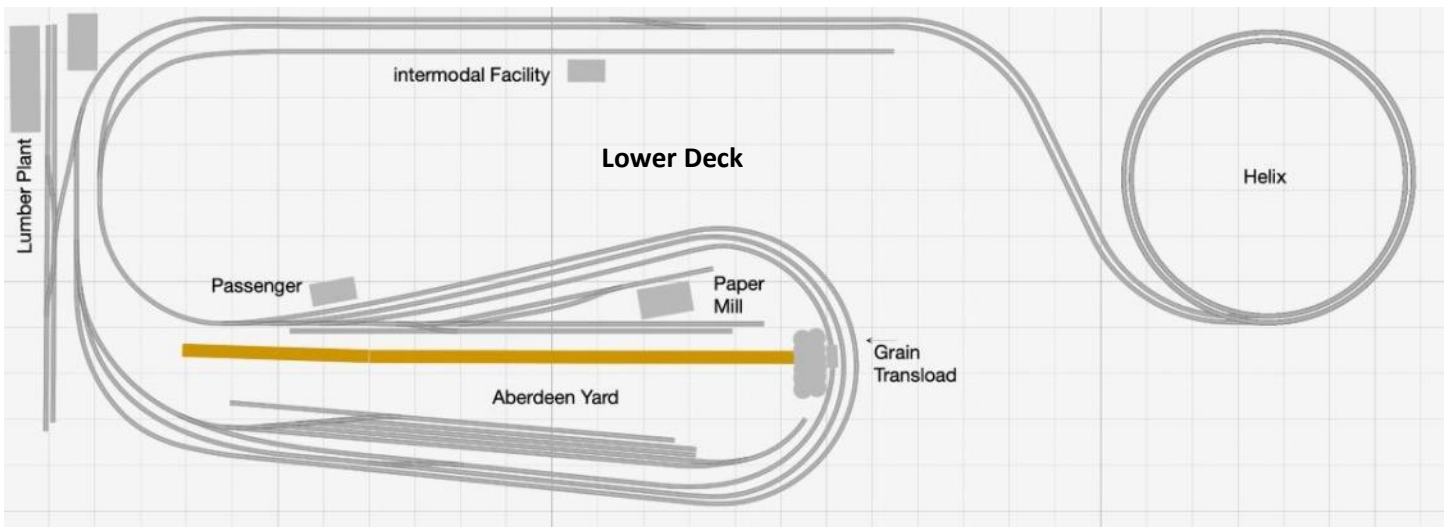 intermodal Facility
Lower Deck
Lumber Plant
Helix
Passenger
Paper
Mill
Grain
Transload
Aberdeen Yard